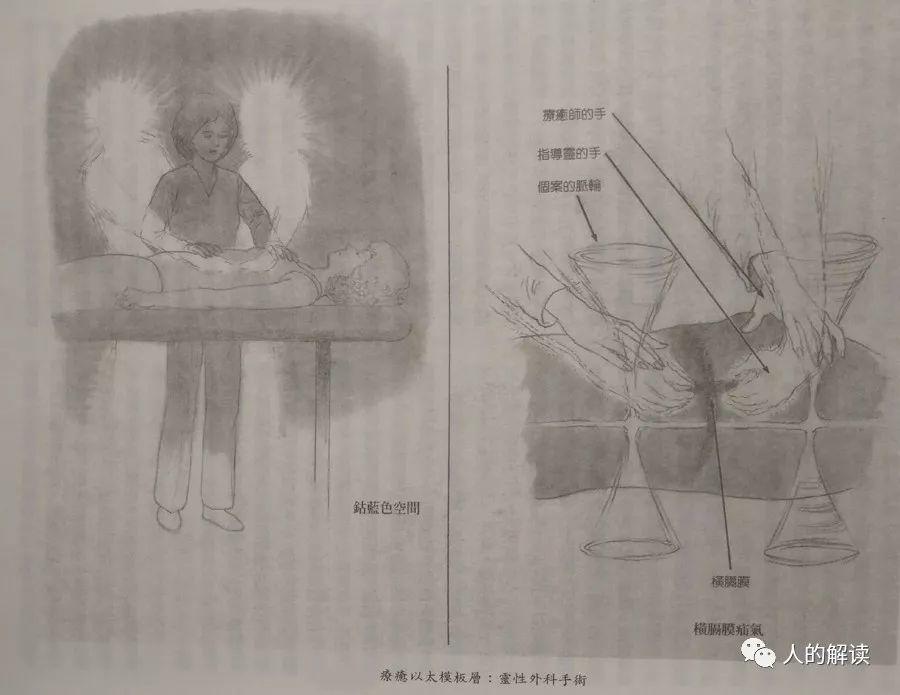 療癒師的手
指導靈的手
個案的脈輪
鈷藍色空間
橫膈膜
橫膈膜疝氣
療癒以太模板層：靈性外科手術
人的解读